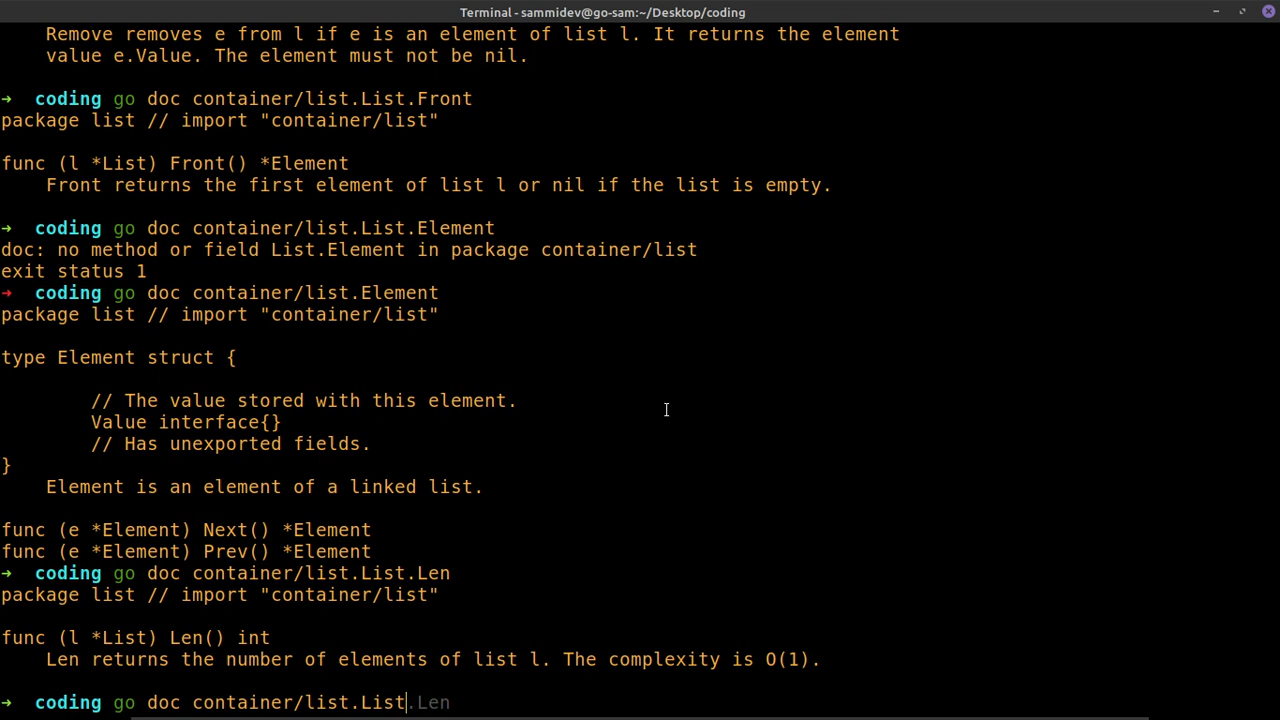 Terminal - sammidev@go-sam:~/Desktop/coding
    Remove removes e from l if e is an element of list l. It returns the element
    value e.Value. The element must not be nil.
➜  coding go doc container/list.List.Front
package list // import "container/list"
func (l *List) Front() *Element
    Front returns the first element of list l or nil if the list is empty.
➜  coding go doc container/list.List.Element
doc: no method or field List.Element in package container/list
exit status 1
➜  coding go doc container/list.Element
package list // import "container/list"
type Element struct {
        // The value stored with this element.
        Value interface{}
        // Has unexported fields.
}
    Element is an element of a linked list.
func (e *Element) Next() *Element
func (e *Element) Prev() *Element
➜  coding go doc container/list.List.Len
package list // import "container/list"
func (l *List) Len() int
    Len returns the number of elements of list l. The complexity is O(1).
➜  coding go doc container/list.List.Len